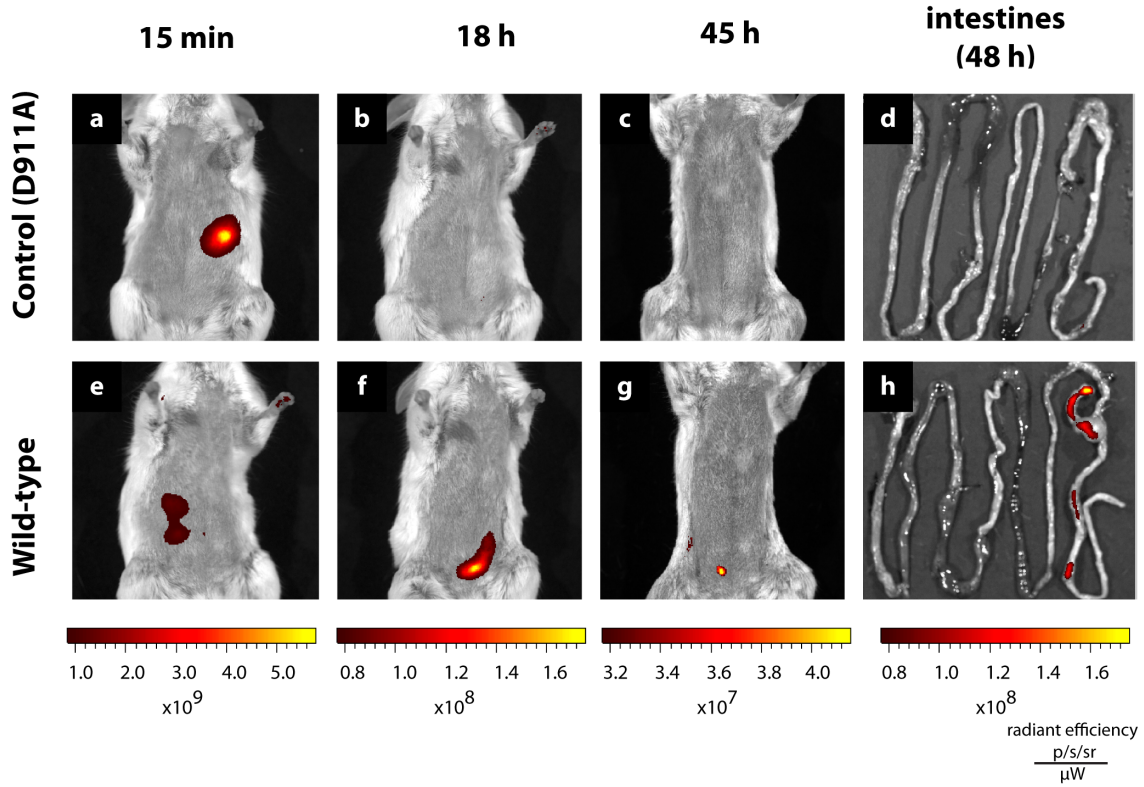 15 min
18 h
45 h
intestines
(48 h)
Control (D911A)
a
b
c
d
Wild-type
e
f
g
h
1.0 2.0 3.0 4.0 5.0
x10⁹
0.8 1.0 1.2 1.4 1.6
x10⁸
3.2 3.4 3.6 3.8 4.0
x10⁷
0.8 1.0 1.2 1.4 1.6
x10⁸
radiant efficiency
p/s/sr
µW